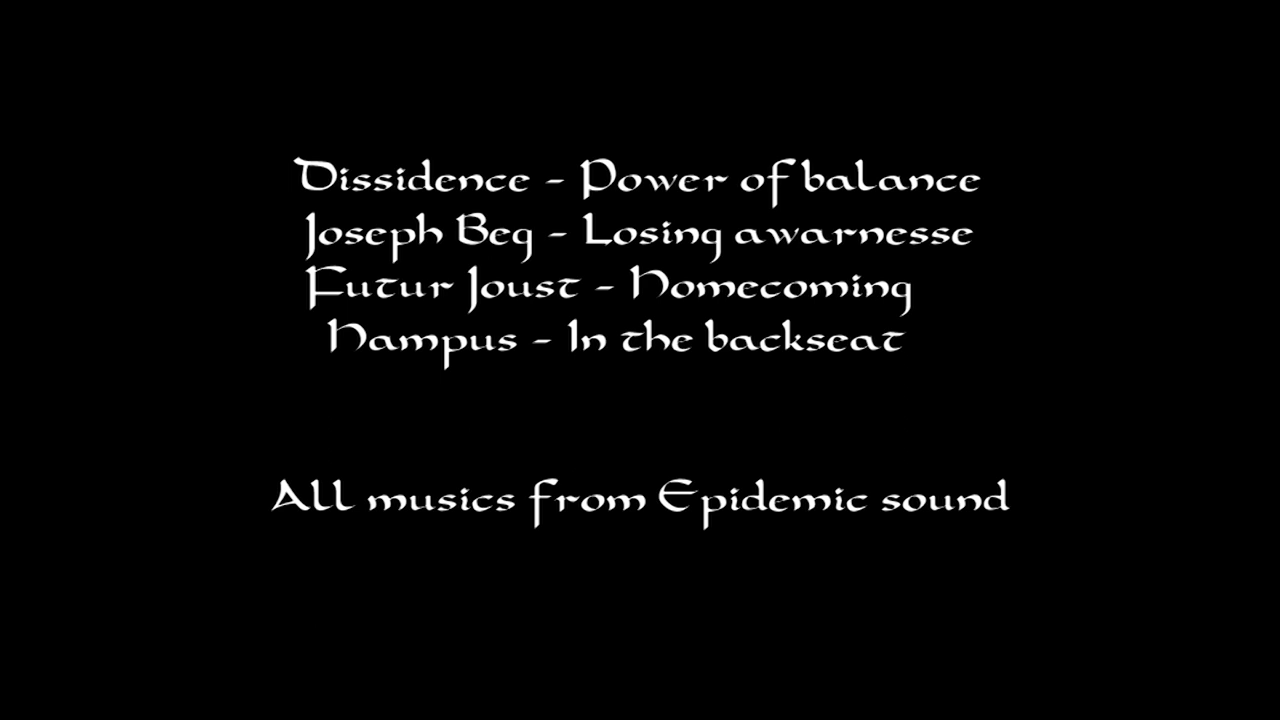 Dissidence - Power of balance
Joseph Beg - Losing awarnesse
Futur Joust - Homecoming
Hampus - In the backseat
All musics from Epidemic sound